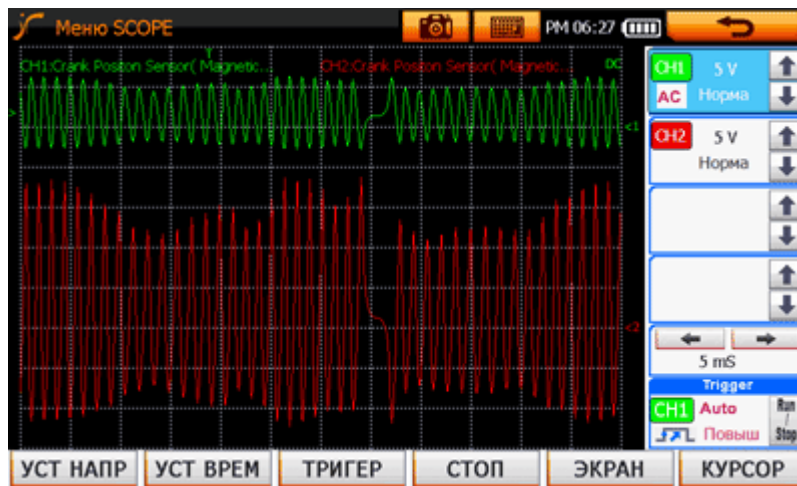 Меню SCOPE
PM 06:27
CH1:Crank Positon Sensor( Magnetic...
CH2:Crank Positon Sensor( Magnetic...
DC
T
CH1 5 V
AC Норма
CH2 5 V
Норма
<1
<2
5 mS
Trigger
CH1 Auto
Повыш
Run
/
Stop
УСТ НАПР
УСТ ВРЕМ
ТРИГЕР
СТОП
ЭКРАН
КУРСОР